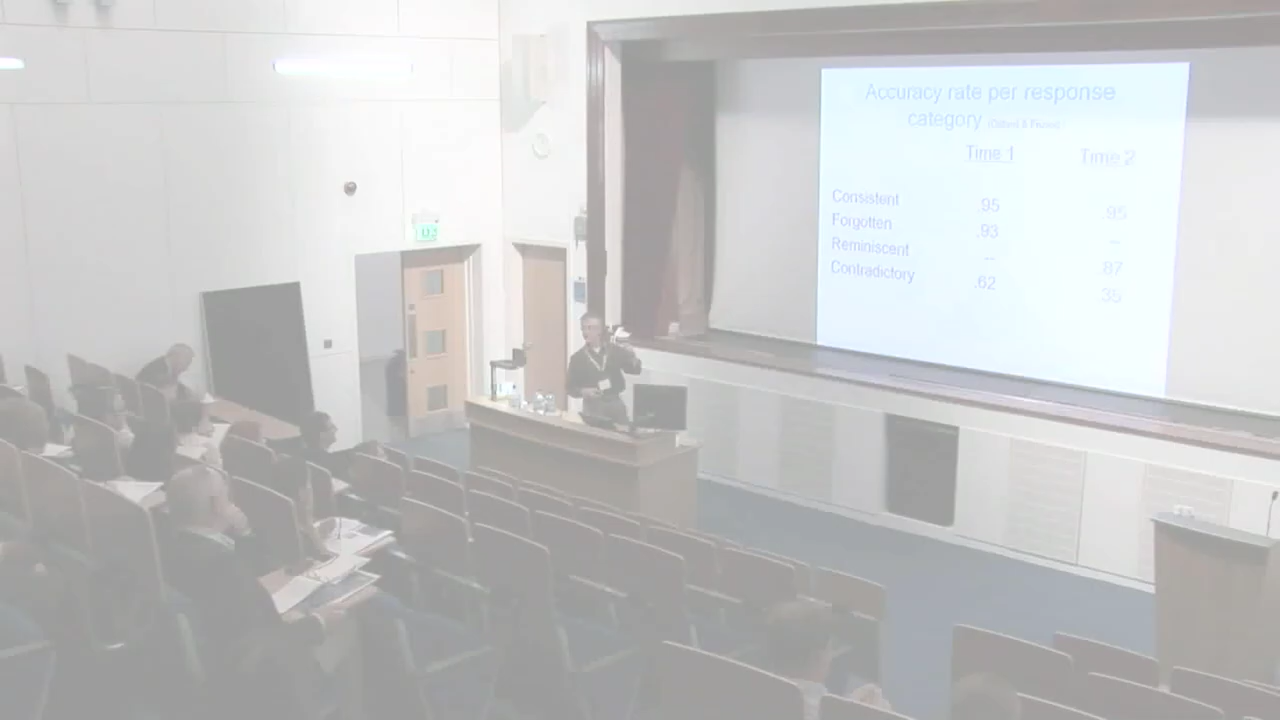 Accuracy rate per response
category
Time 1 Time 2
Consistent .95 .95
Forgotten .93 --
Reminiscent -- .87
Contradictory .62 35